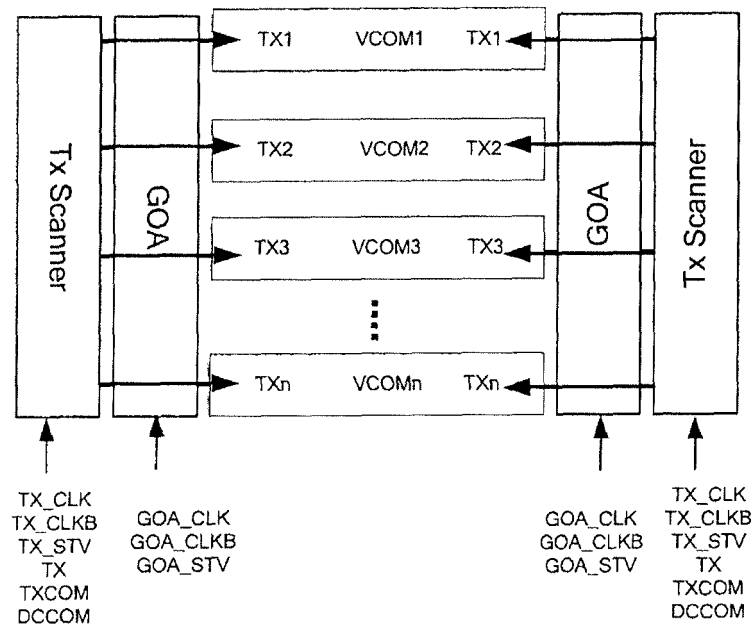 TX1 VCOM1 TX1
TX2 VCOM2 TX2
TX3 VCOM3 TX3
TXn VCOMn TXn
Tx Scanner
GOA
GOA
Tx Scanner
TX_CLK
TX_CLKB
TX_STV
TX
TXCOM
DCCOM
GOA_CLK
GOA_CLKB
GOA_STV
GOA_CLK
GOA_CLKB
GOA_STV
TX_CLK
TX_CLKB
TX_STV
TX
TXCOM
DCCOM